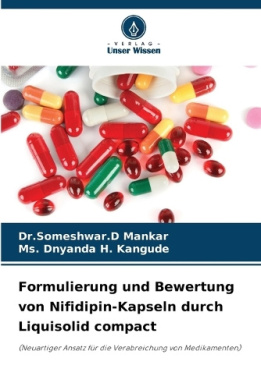 - V E R L A G -
Unser Wissen
Dr.Someshwar.D Mankar
Ms. Dnyanda H. Kangude
Formulierung und Bewertung
von Nifidipin-Kapseln durch
Liquisolid compact
(Neuartiger Ansatz für die Verabreichung von Medikamenten)